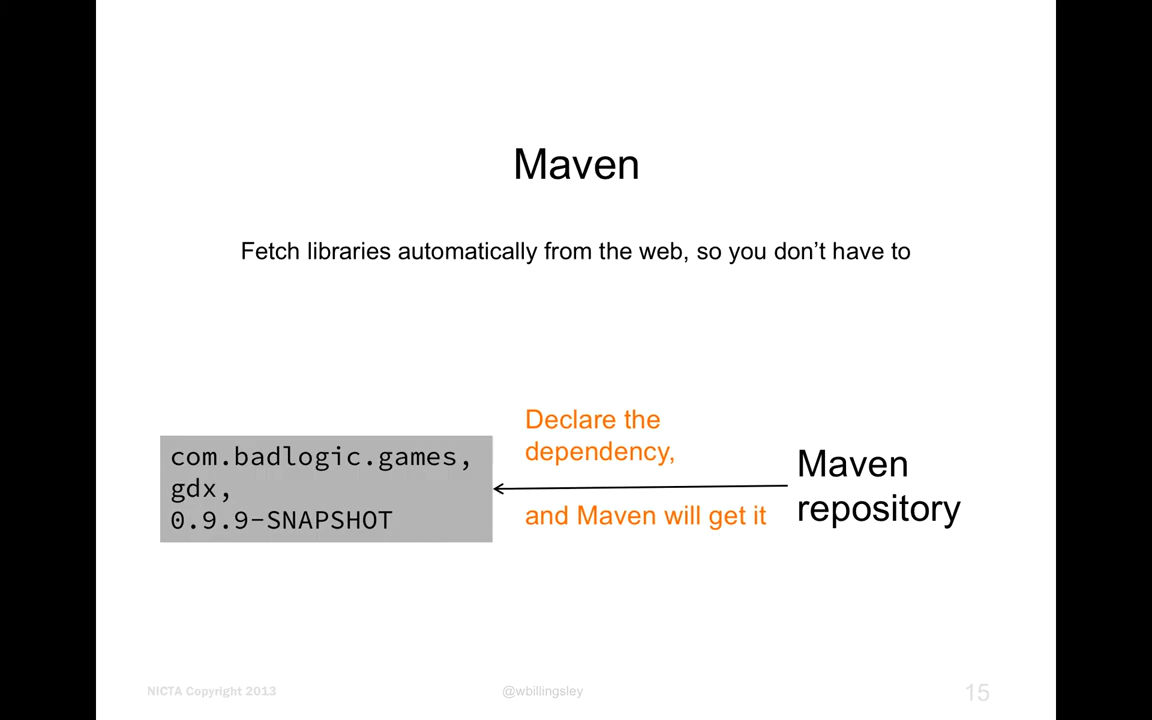 Maven
Fetch libraries automatically from the web, so you don’t have to
Declare the
dependency,
com.badlogic.games,
gdx,
0.9.9-SNAPSHOT
and Maven will get it
Maven
repository
NICTA Copyright 2013
@wbillingsley
15